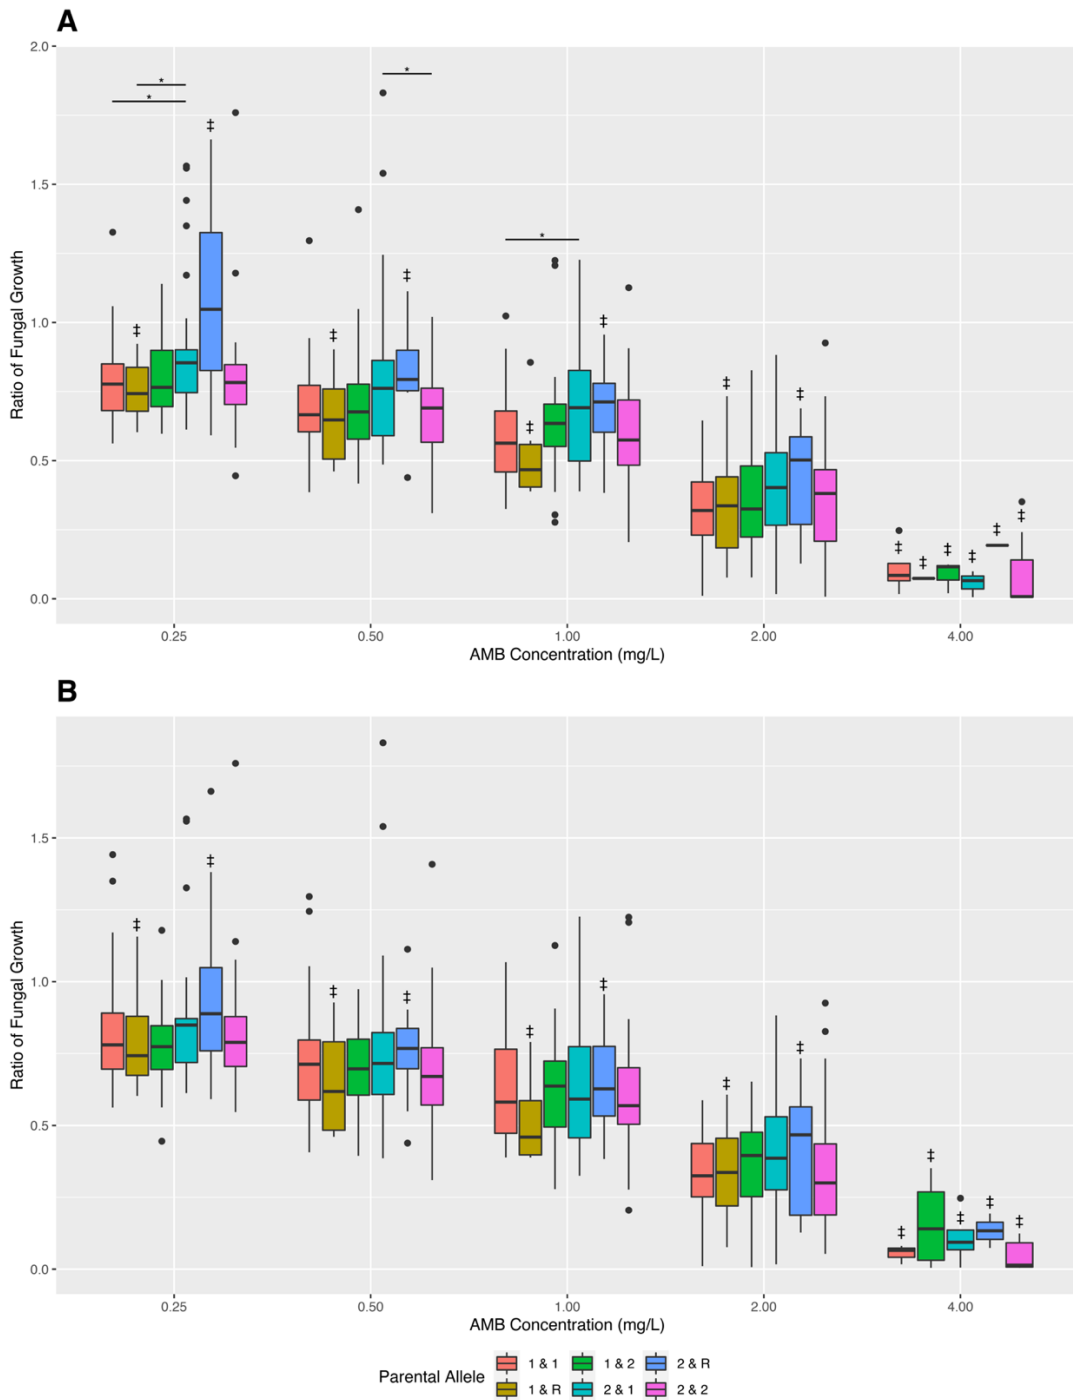 A
2.0
1.5
1.0
0.5
0.0
Ratio of Fungal Growth
* * * *
‡ ‡ ‡ ‡ ‡ ‡ ‡ ‡ ‡ ‡ ‡ ‡ ‡ ‡
0.25 0.50 1.00 2.00 4.00
AMB Concentration (mg/L)
B
1.5
1.0
0.5
0.0
Ratio of Fungal Growth
‡ ‡ ‡ ‡ ‡ ‡ ‡ ‡ ‡ ‡ ‡ ‡ ‡
0.25 0.50 1.00 2.00 4.00
AMB Concentration (mg/L)
Parental Allele
1 & 1 1 & 2 2 & R
1 & R 2 & 1 2 & 2